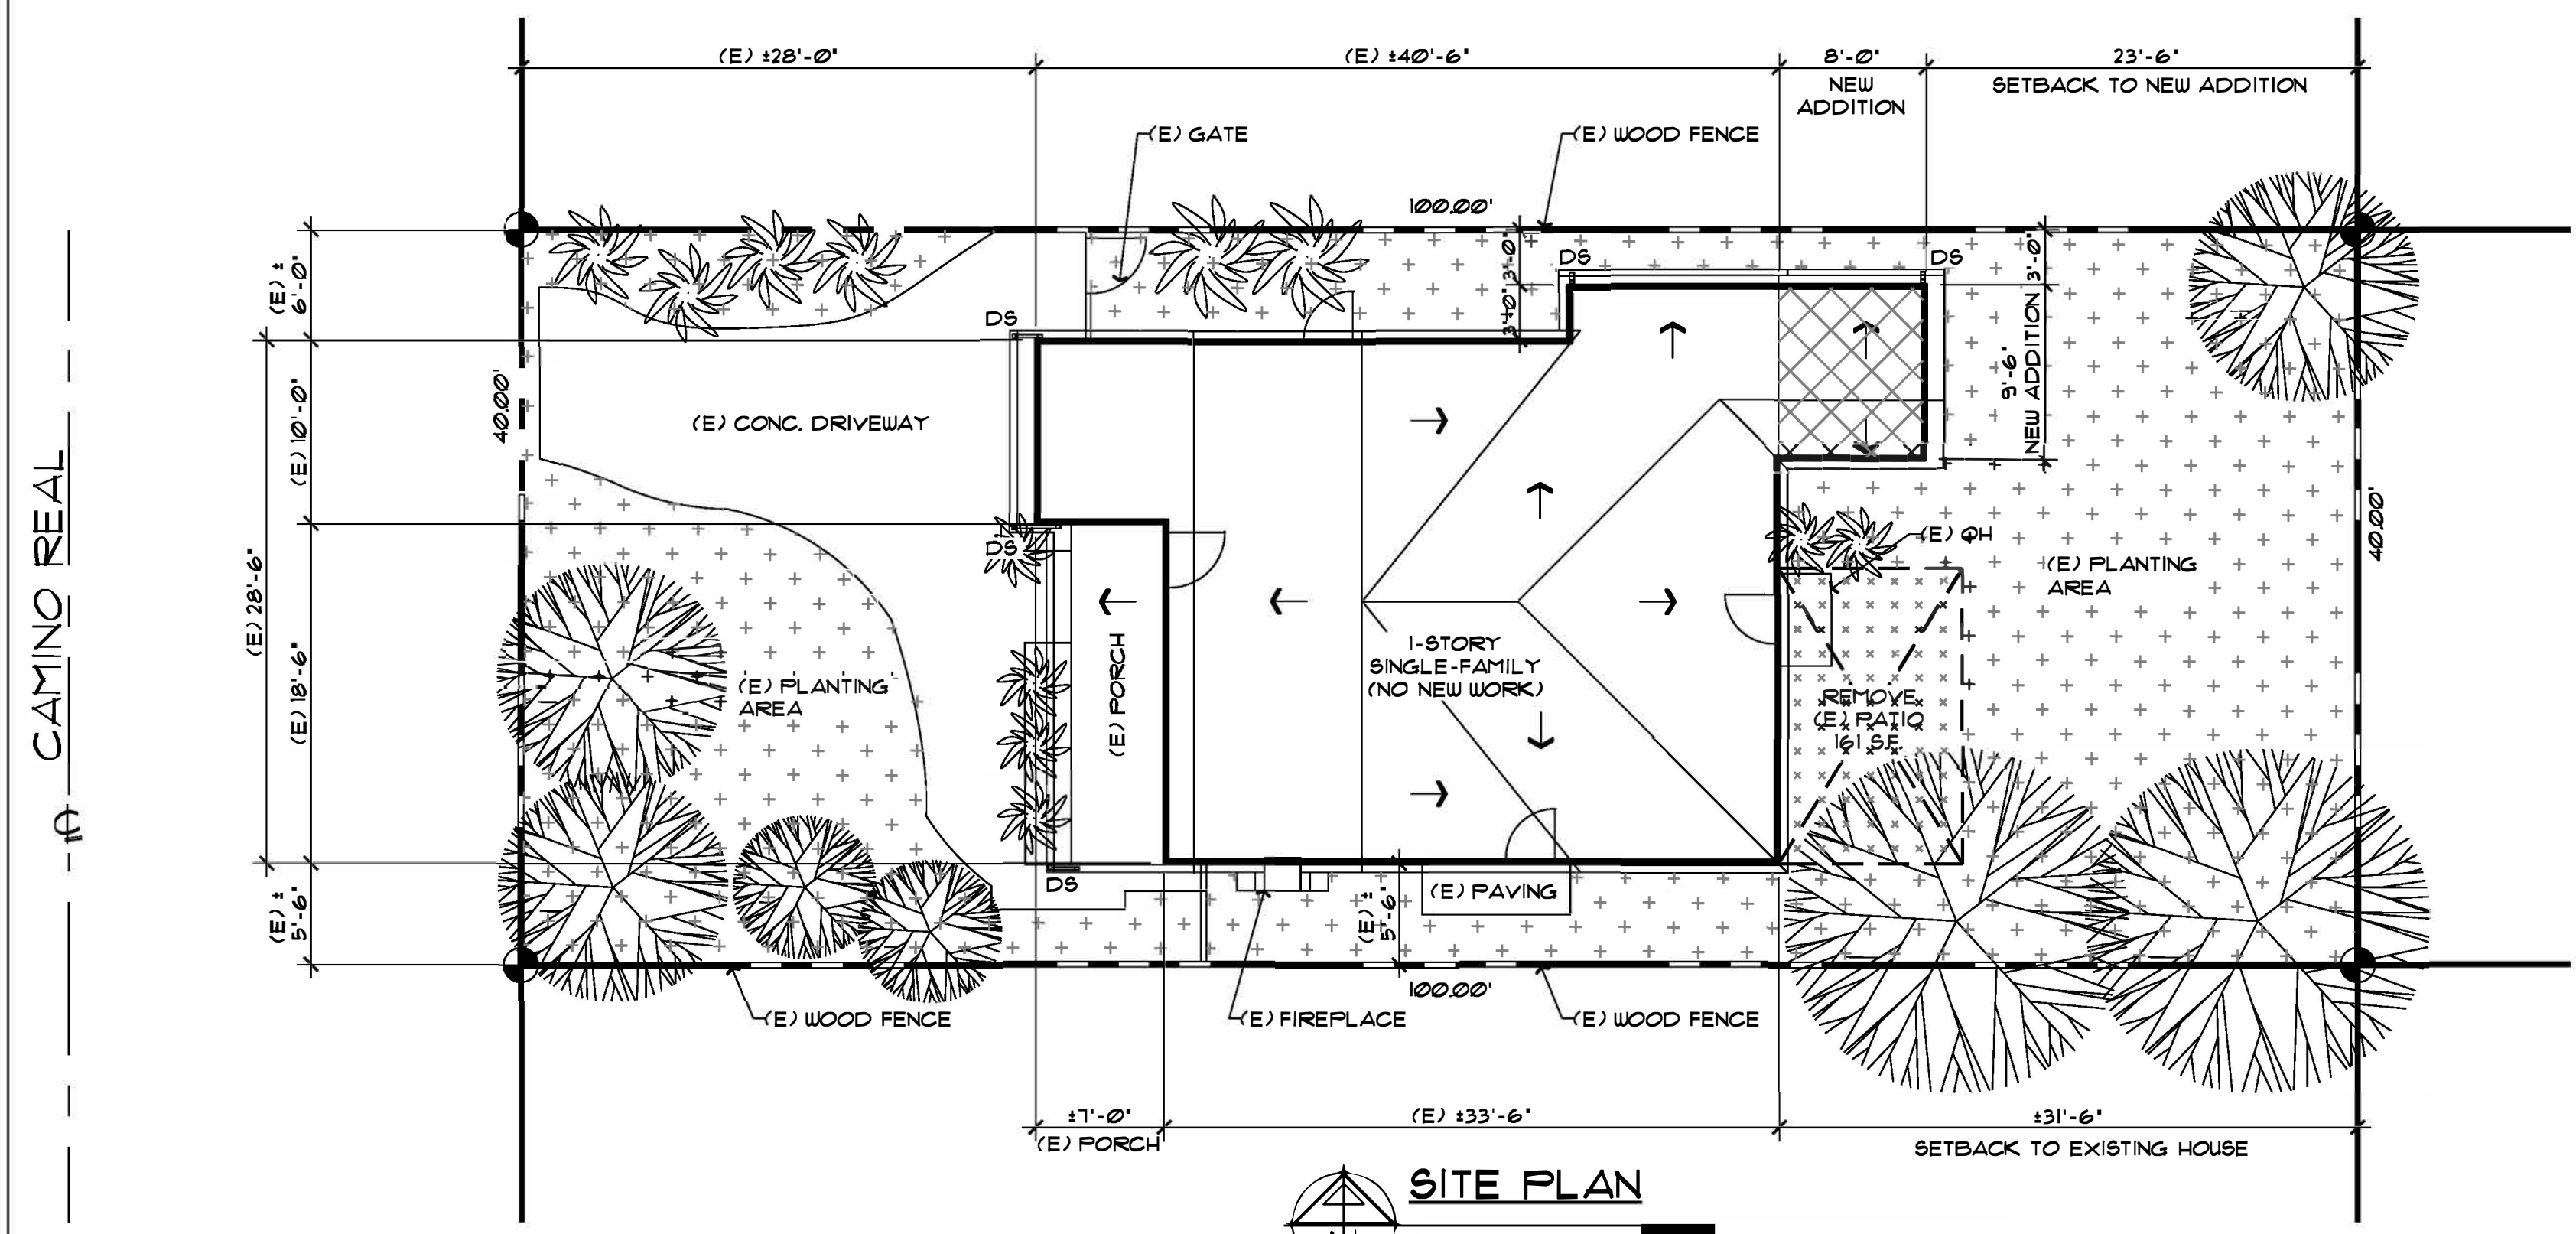 (E) ±28'-0"
(E) ±40'-6"
8'-0"
23'-6"
NEW
ADDITION
SETBACK TO NEW ADDITION
(E) GATE
(E) WOOD FENCE
100.00'
(E) ±
6'-0"
3'-0"
DS
DS
3'-0"
NEW ADDITION
9'-6"
DS
40.00'
(E) CONC. DRIVEWAY
(E) 10'-0"
CAMINO REAL
40.00'
(E) 28'-6"
DS
(E) OH
(E) PLANTING
AREA
(E) 18'-6"
(E) PORCH
1-STORY
SINGLE-FAMILY
(NO NEW WORK)
(E) PLANTING
AREA
REMOVE
(E) PATIO
161 S.F.
DS
(E) PAVING
(E) ±
5'-6"
(E) ±
5'-6"
100.00'
(E) WOOD FENCE
(E) FIREPLACE
(E) WOOD FENCE
±7'-0"
(E) ±33'-6"
±31'-6"
(E) PORCH
SETBACK TO EXISTING HOUSE
SITE PLAN